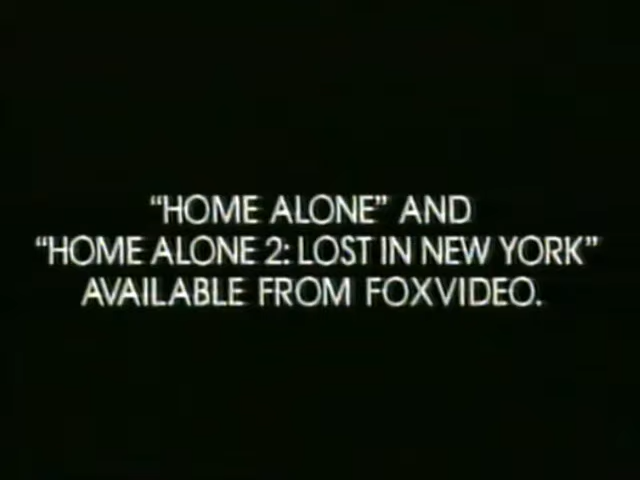 “HOME ALONE” AND
“HOME ALONE 2: LOST IN NEW YORK”
AVAILABLE FROM FOXVIDEO.